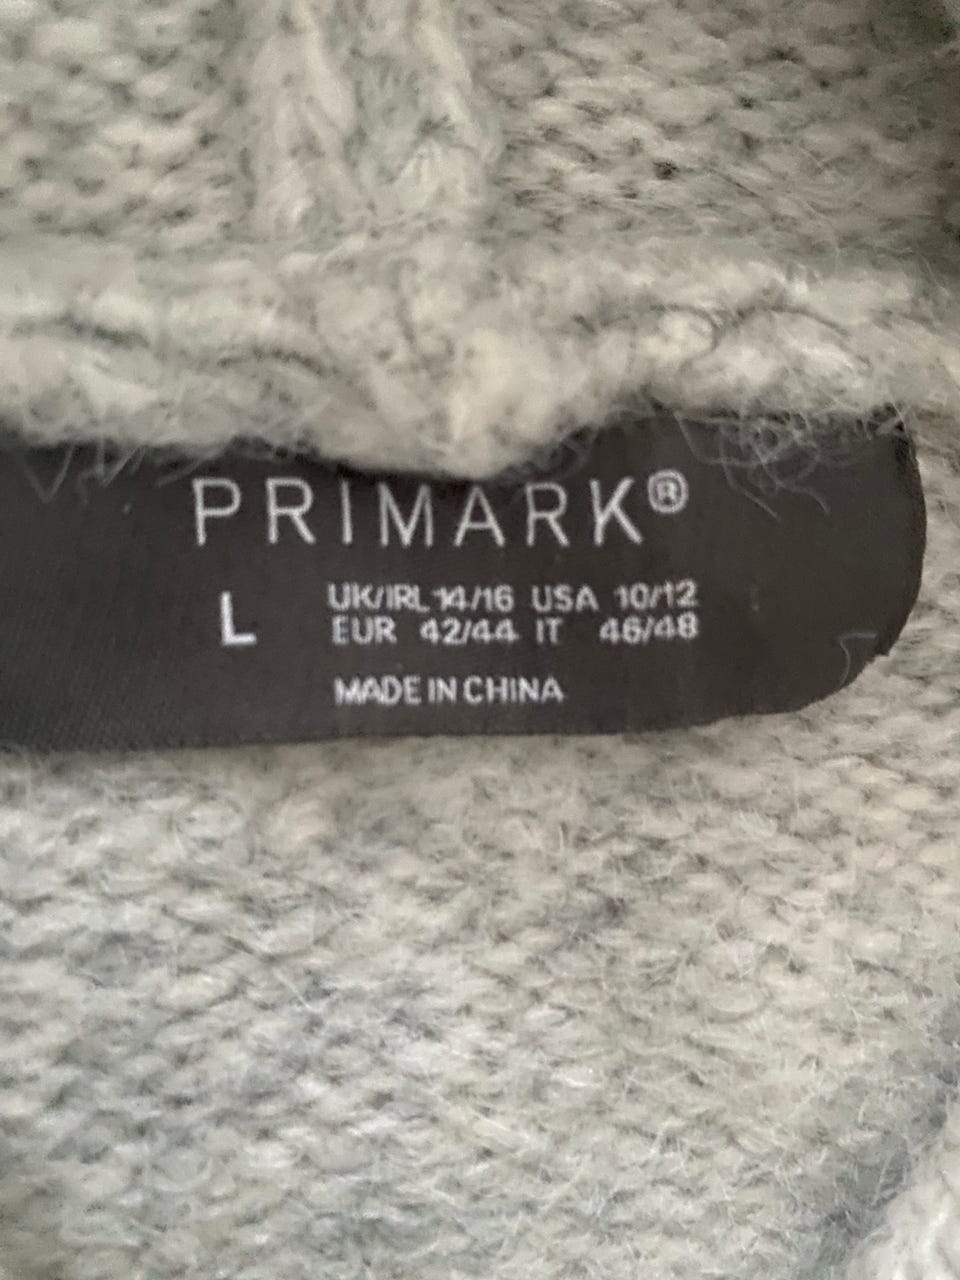 PRIMARK®
L
UK/IRL 14/16 USA 10/12
EUR 42/44 IT 46/48
MADE IN CHINA